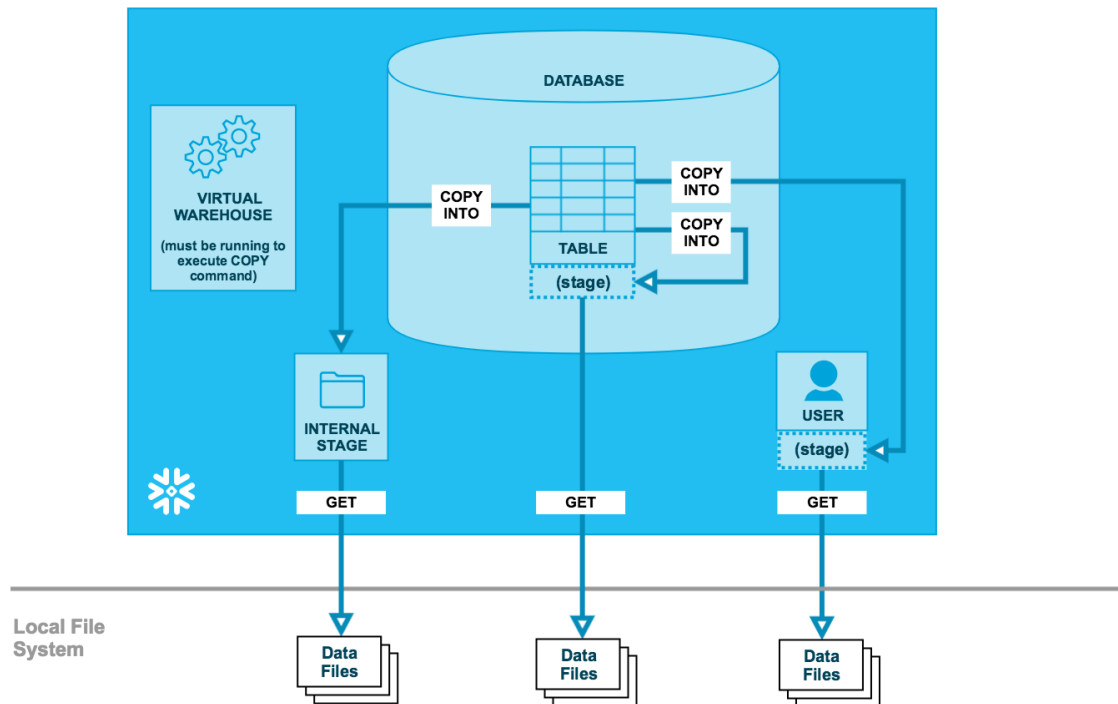 DATABASE
VIRTUAL
WAREHOUSE
(must be running to
execute COPY
command)
COPY
INTO
COPY
INTO
COPY
INTO
TABLE
(stage)
INTERNAL
STAGE
USER
(stage)
GET
GET
GET
Local File
System
Data
Files
Data
Files
Data
Files